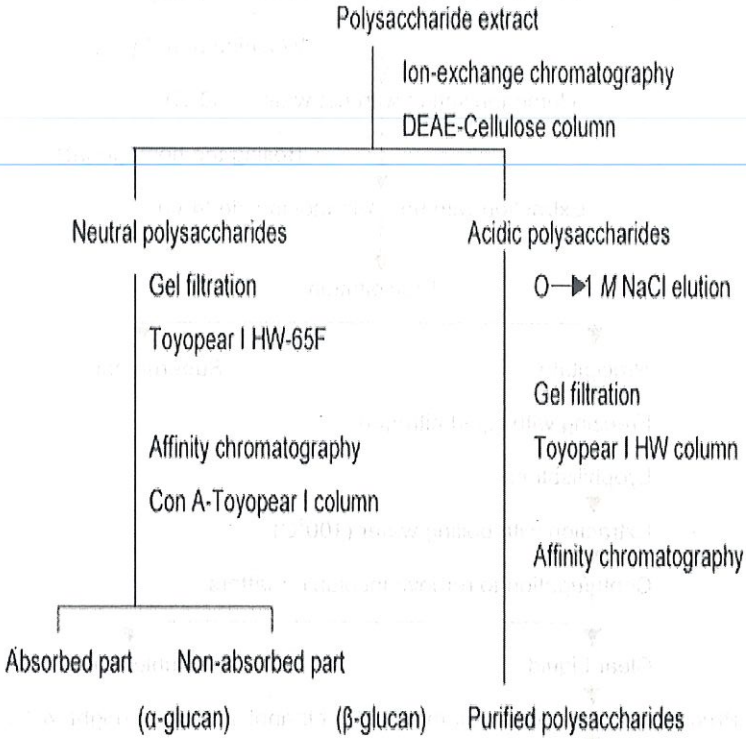 Polysaccharide extract
Ion-exchange chromatography
DEAE-Cellulose column
Neutral polysaccharides
Acidic polysaccharides
Gel filtration
Toyopear I HW-65F
Affinity chromatography
Con A-Toyopear I column
O→1 M NaCl elution
Gel filtration
Toyopear I HW column
Affinity chromatography
Absorbed part
Non-absorbed part
(α-glucan)
(β-glucan)
Purified polysaccharides